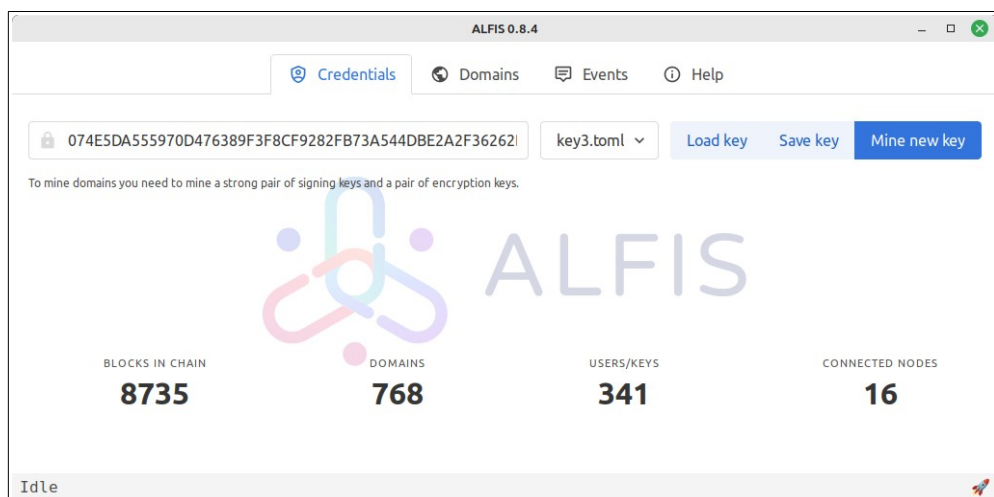 ALFIS 0.8.4
Credentials Domains Events Help
074E5DA555970D476389F3F8CF9282FB73A544DBE2A2F36262 key3.toml Load key Save key Mine new key
To mine domains you need to mine a strong pair of signing keys and a pair of encryption keys.
ALFIS
BLOCKS IN CHAIN DOMAINS USERS/KEYS CONNECTED NODES
8735 768 341 16
Idle